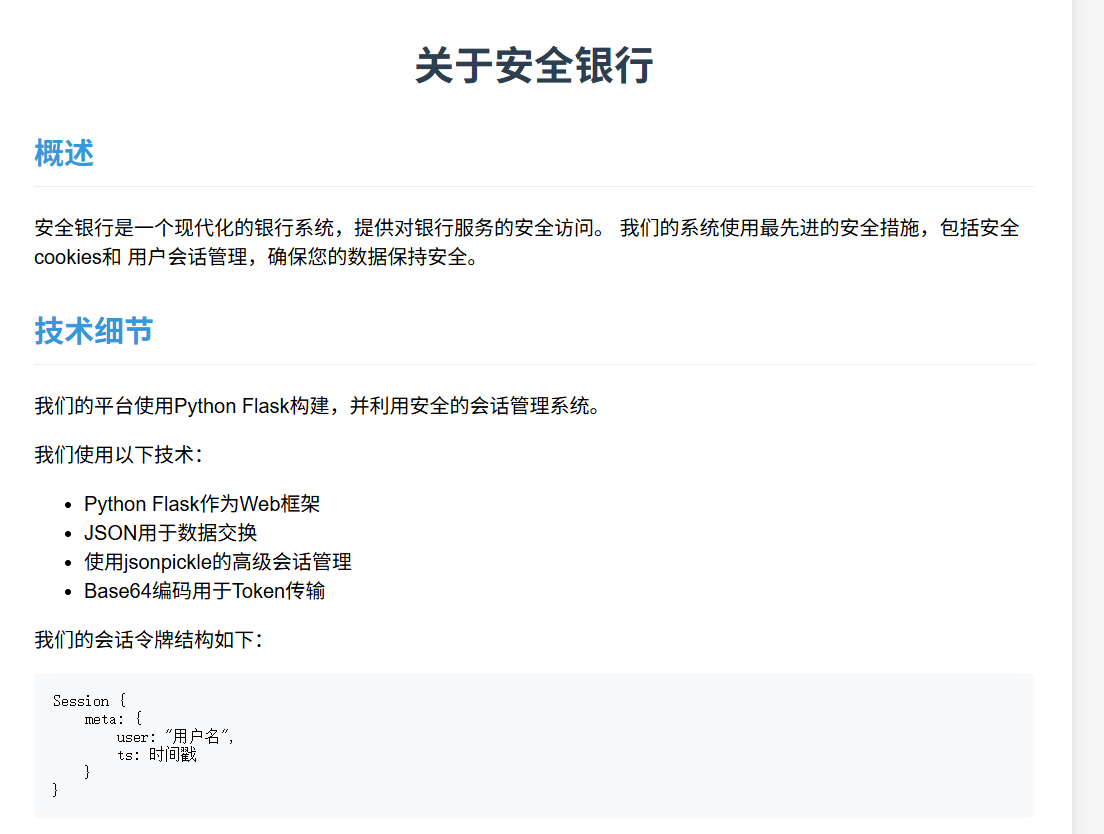 关于安全银行
概述
安全银行是一个现代化的银行系统，提供对银行服务的安全访问。 我们的系统使用最先进的安全措施，包括安全
cookies和 用户会话管理，确保您的数据保持安全。
技术细节
我们的平台使用Python Flask构建，并利用安全的会话管理系统。
我们使用以下技术：
• Python Flask作为Web框架
• JSON用于数据交换
• 使用jsonpickle的高级会话管理
• Base64编码用于Token传输
我们的会话令牌结构如下：
Session {
    meta: {
        user: "用户名",
        ts: 时间戳
    }
}